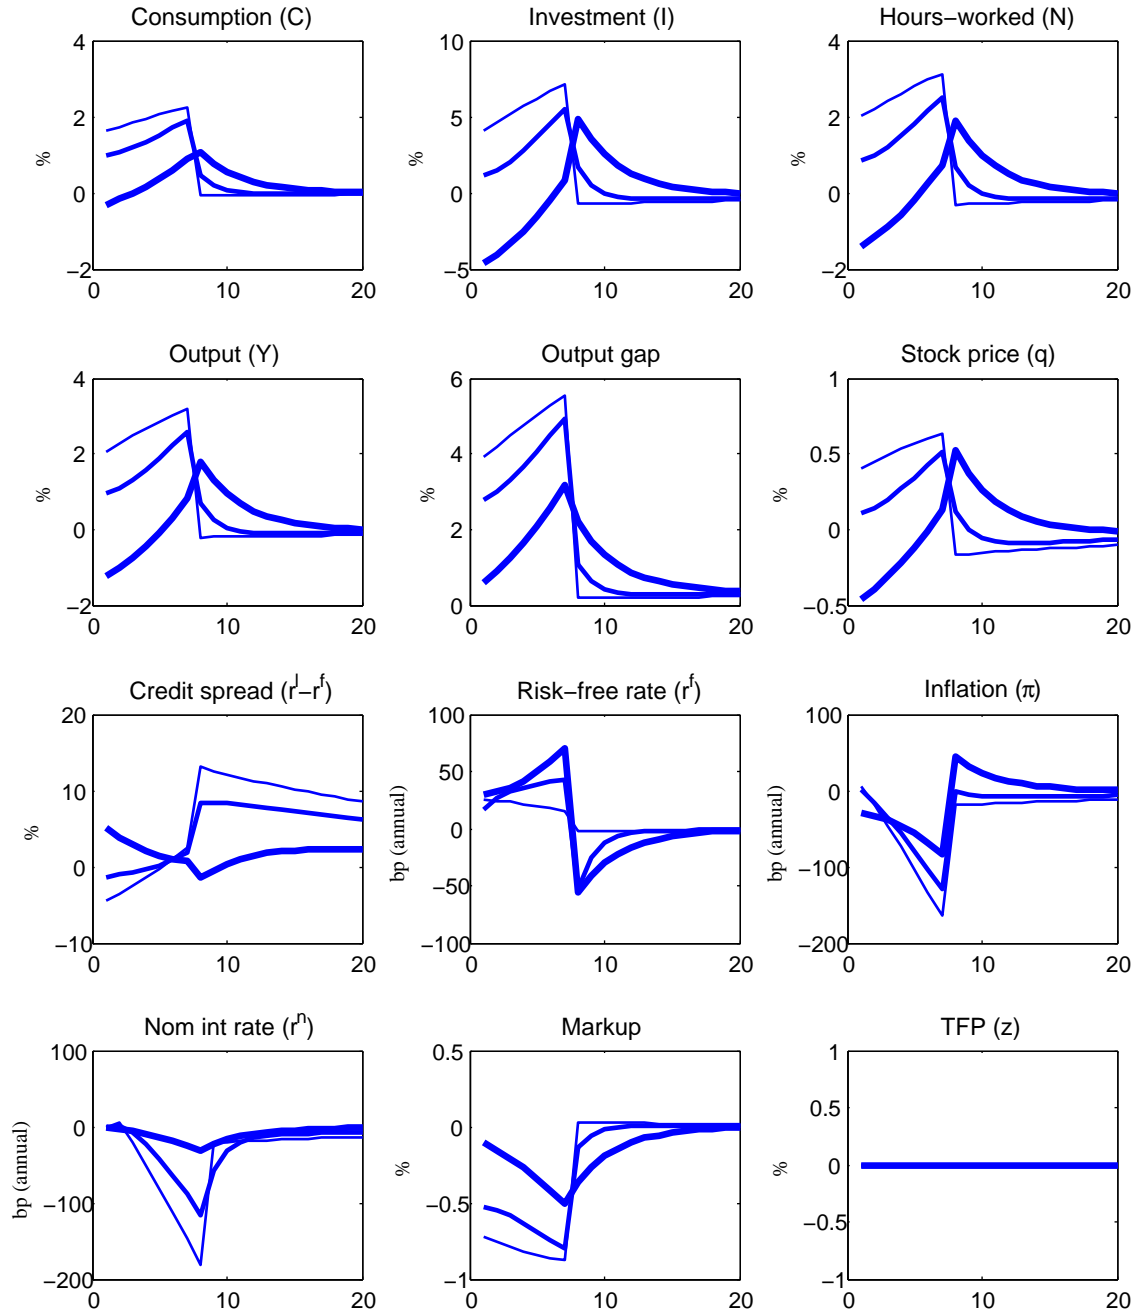 Consumption (C) Investment (I) Hours−worked (N)
4 10 4
2 5 2
% % %
0 0 0
−2 −5 −2
0 10 20 0 10 20 0 10 20
Output (Y) Output gap Stock price (q)
4 6 1
2 4 0.5
% % %
0 2 0
−2 0 −0.5
0 10 20 0 10 20 0 10 20
Credit spread (r^l−r^f) Risk−free rate (r^f) Inflation (π)
20 100 100
10 50 0
% bp (annual) bp (annual)
0 0 −100
−50
−10 −100 −200
0 10 20 0 10 20 0 10 20
Nom int rate (r^n) Markup TFP (z)
100 0.5 1
0 0 0.5
bp (annual) % %
0
−100 −0.5 −0.5
−200 −1 −1
0 10 20 0 10 20 0 10 20